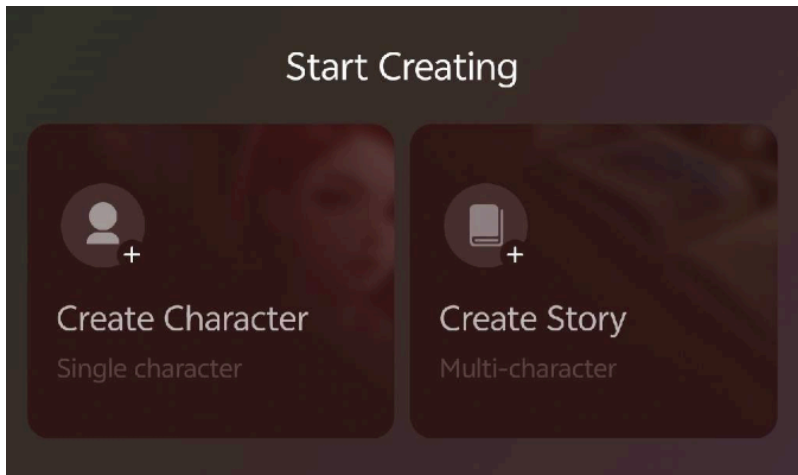 Start Creating
Create Character
Single character
Create Story
Multi-character